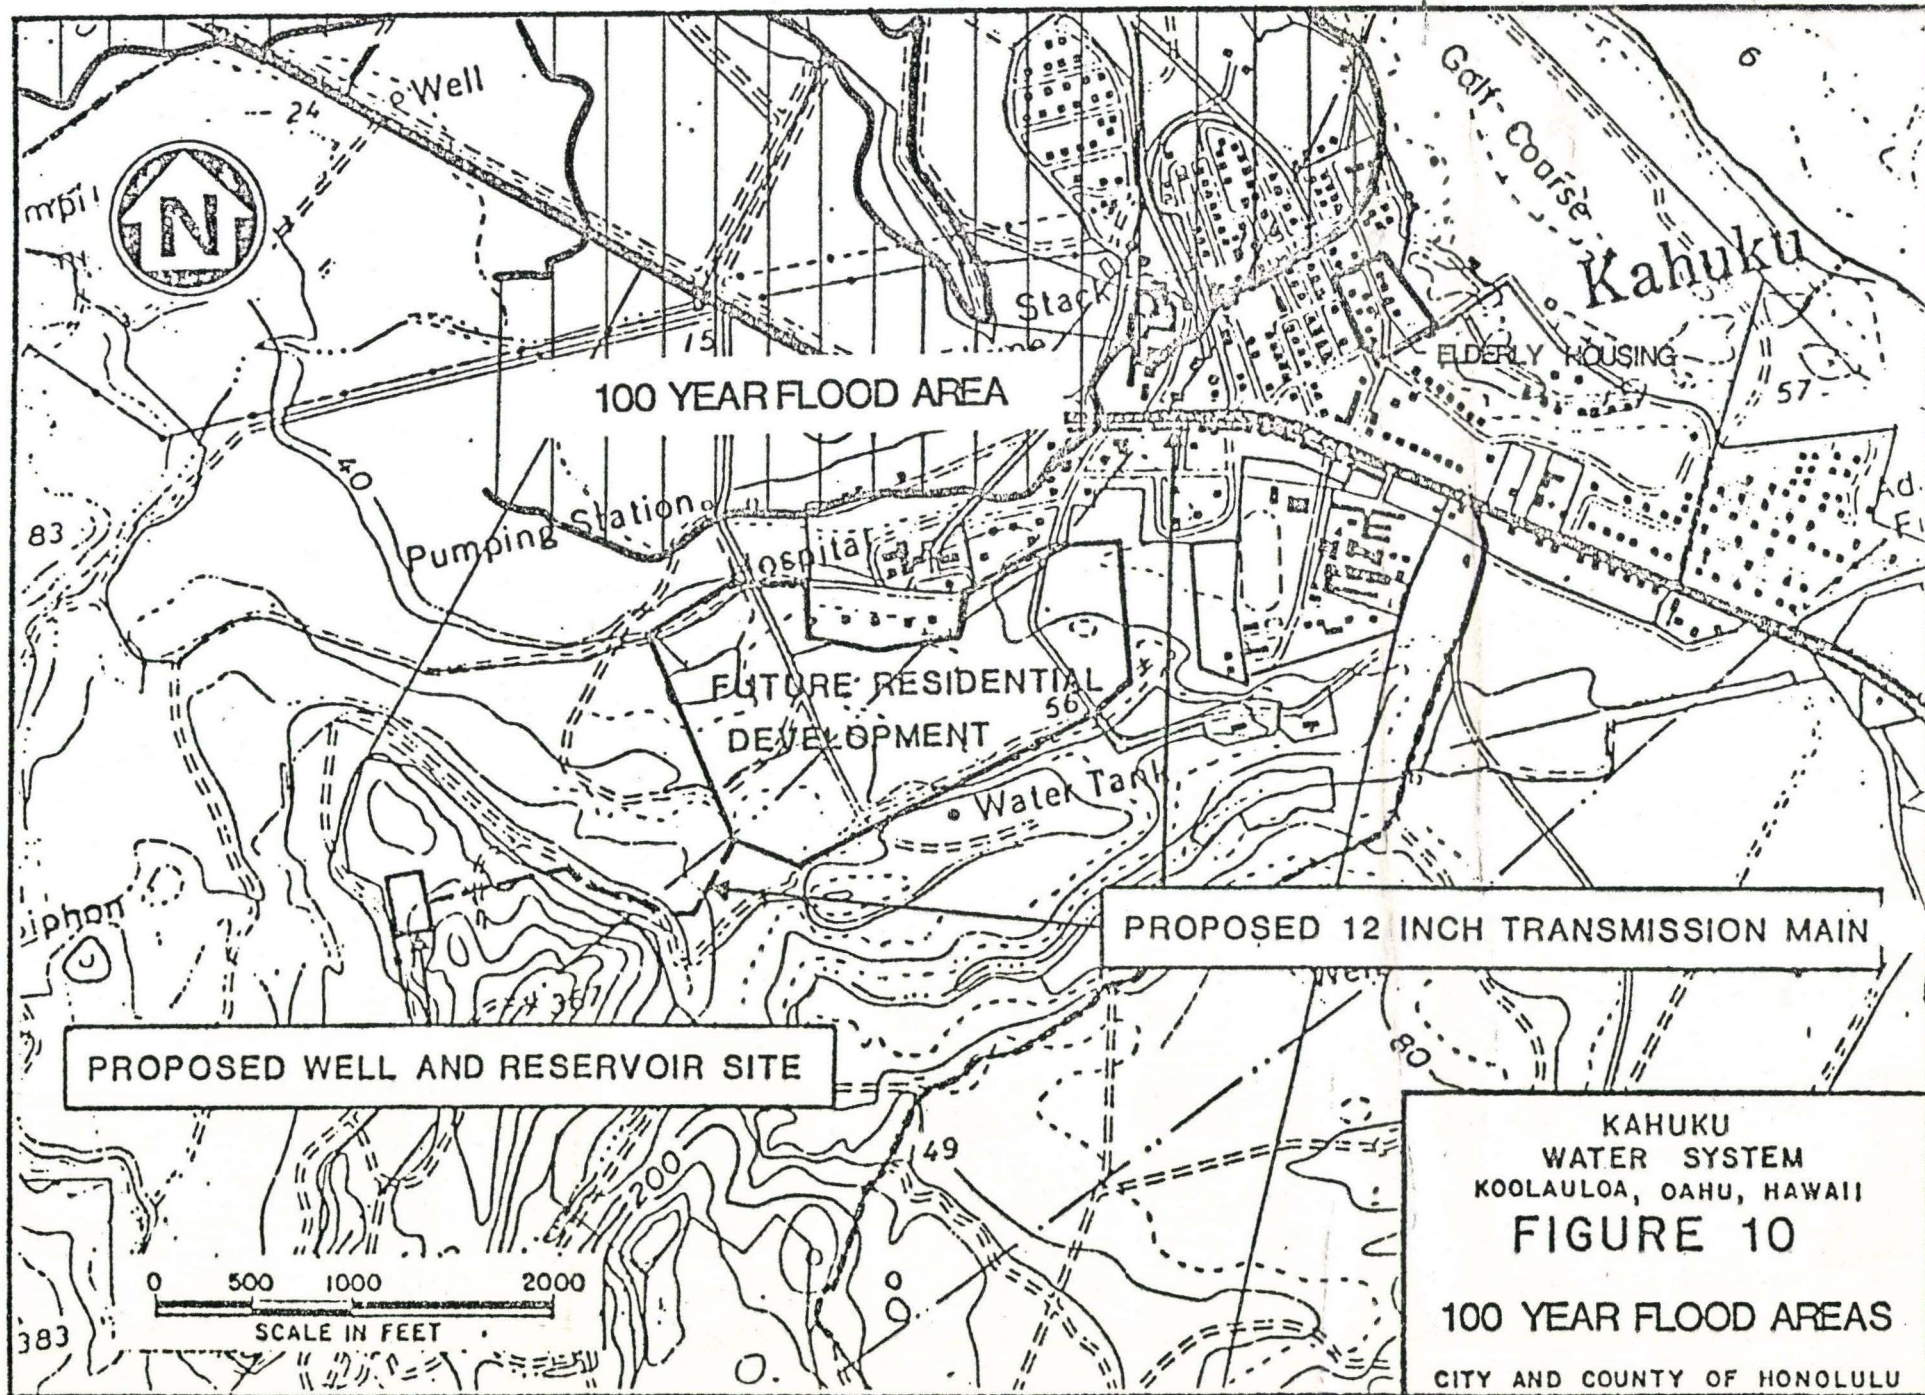 Well
24
6
Golf Course
N
Kahuku
Stack
15
ELDERLY HOUSING
57
100 YEAR FLOOD AREA
40
83
Pumping Station
Hospital
FUTURE RESIDENTIAL
DEVELOPMENT
56
Water Tank
PROPOSED 12 INCH TRANSMISSION MAIN
PROPOSED WELL AND RESERVOIR SITE
80
49
200
KAHUKU
WATER SYSTEM
KOOLAULOA, OAHU, HAWAII
FIGURE 10
100 YEAR FLOOD AREAS
CITY AND COUNTY OF HONOLULU
0 500 1000 2000
SCALE IN FEET
383